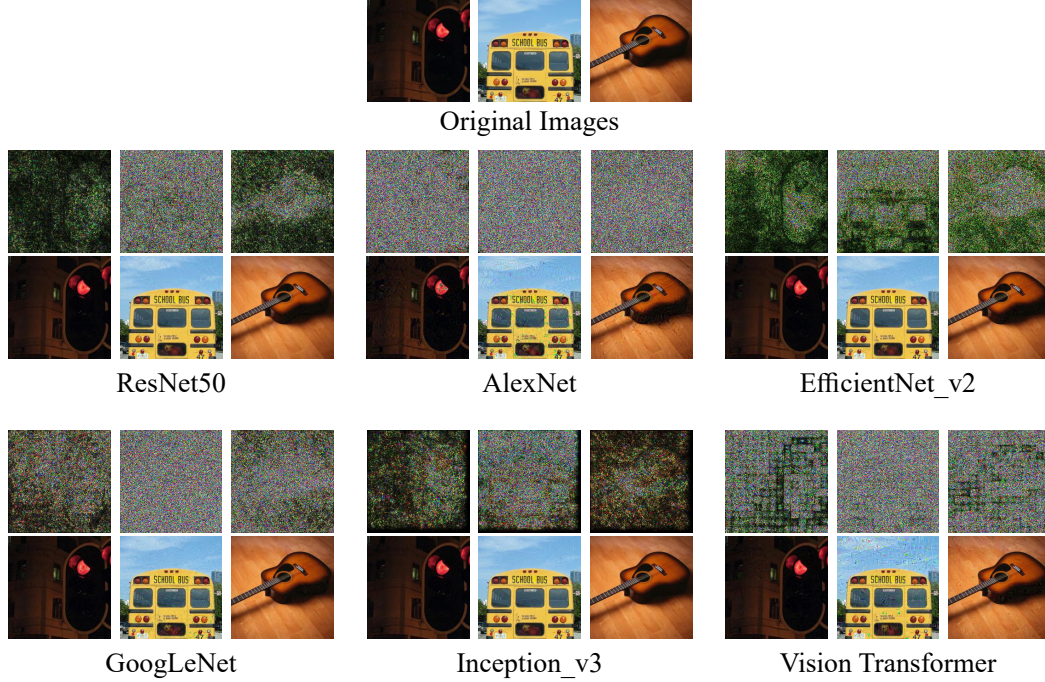 SCHOOL BUS
Original Images
SCHOOL BUS
SCHOOL BUS
SCHOOL BUS
ResNet50
AlexNet
EfficientNet_v2
SCHOOL BUS
SCHOOL BUS
SCHOOL BUS
GoogLeNet
Inception_v3
Vision Transformer